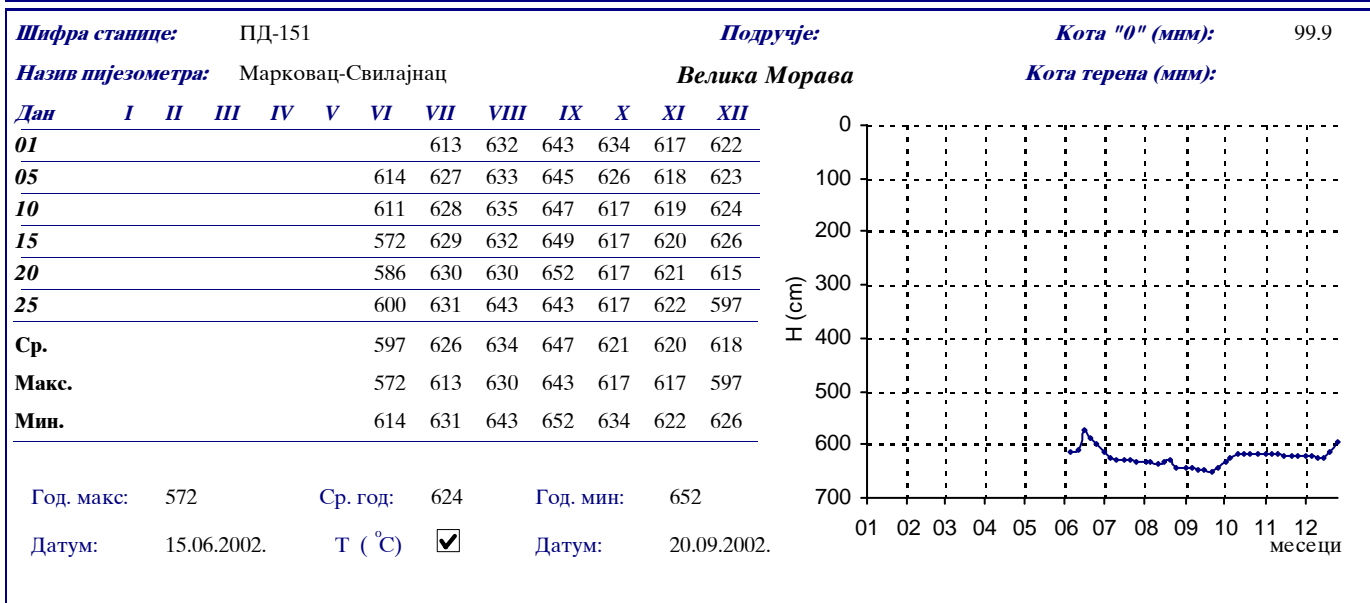 Шифра станице: ПД-151 Подручје: Кота "0" (мнм): 99.9
Назив пијезометра: Марковац-Свилајнац Велика Морава Кота терена (мнм):
Дан I II III IV V VI VII VIII IX X XI XII
01 613 632 643 634 617 622
05 614 627 633 645 626 618 623
10 611 628 635 647 617 619 624
15 572 629 632 649 617 620 626
20 586 630 630 652 617 621 615
25 600 631 643 643 617 622 597
Ср. 597 626 634 647 621 620 618
Макс. 572 613 630 643 617 617 597
Мин. 614 631 643 652 634 622 626
Год. макс: 572 Ср. год: 624 Год. мин: 652
Датум: 15.06.2002. Т (°C) Датум: 20.09.2002.
0
100
200
300
400
500
600
700
H (cm)
01 02 03 04 05 06 07 08 09 10 11 12
месеци